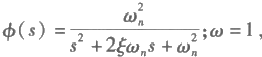 ϕ(s) = ω_n^2 / (s^2 + 2ξω_n s + ω_n^2) ; ω = 1 ,